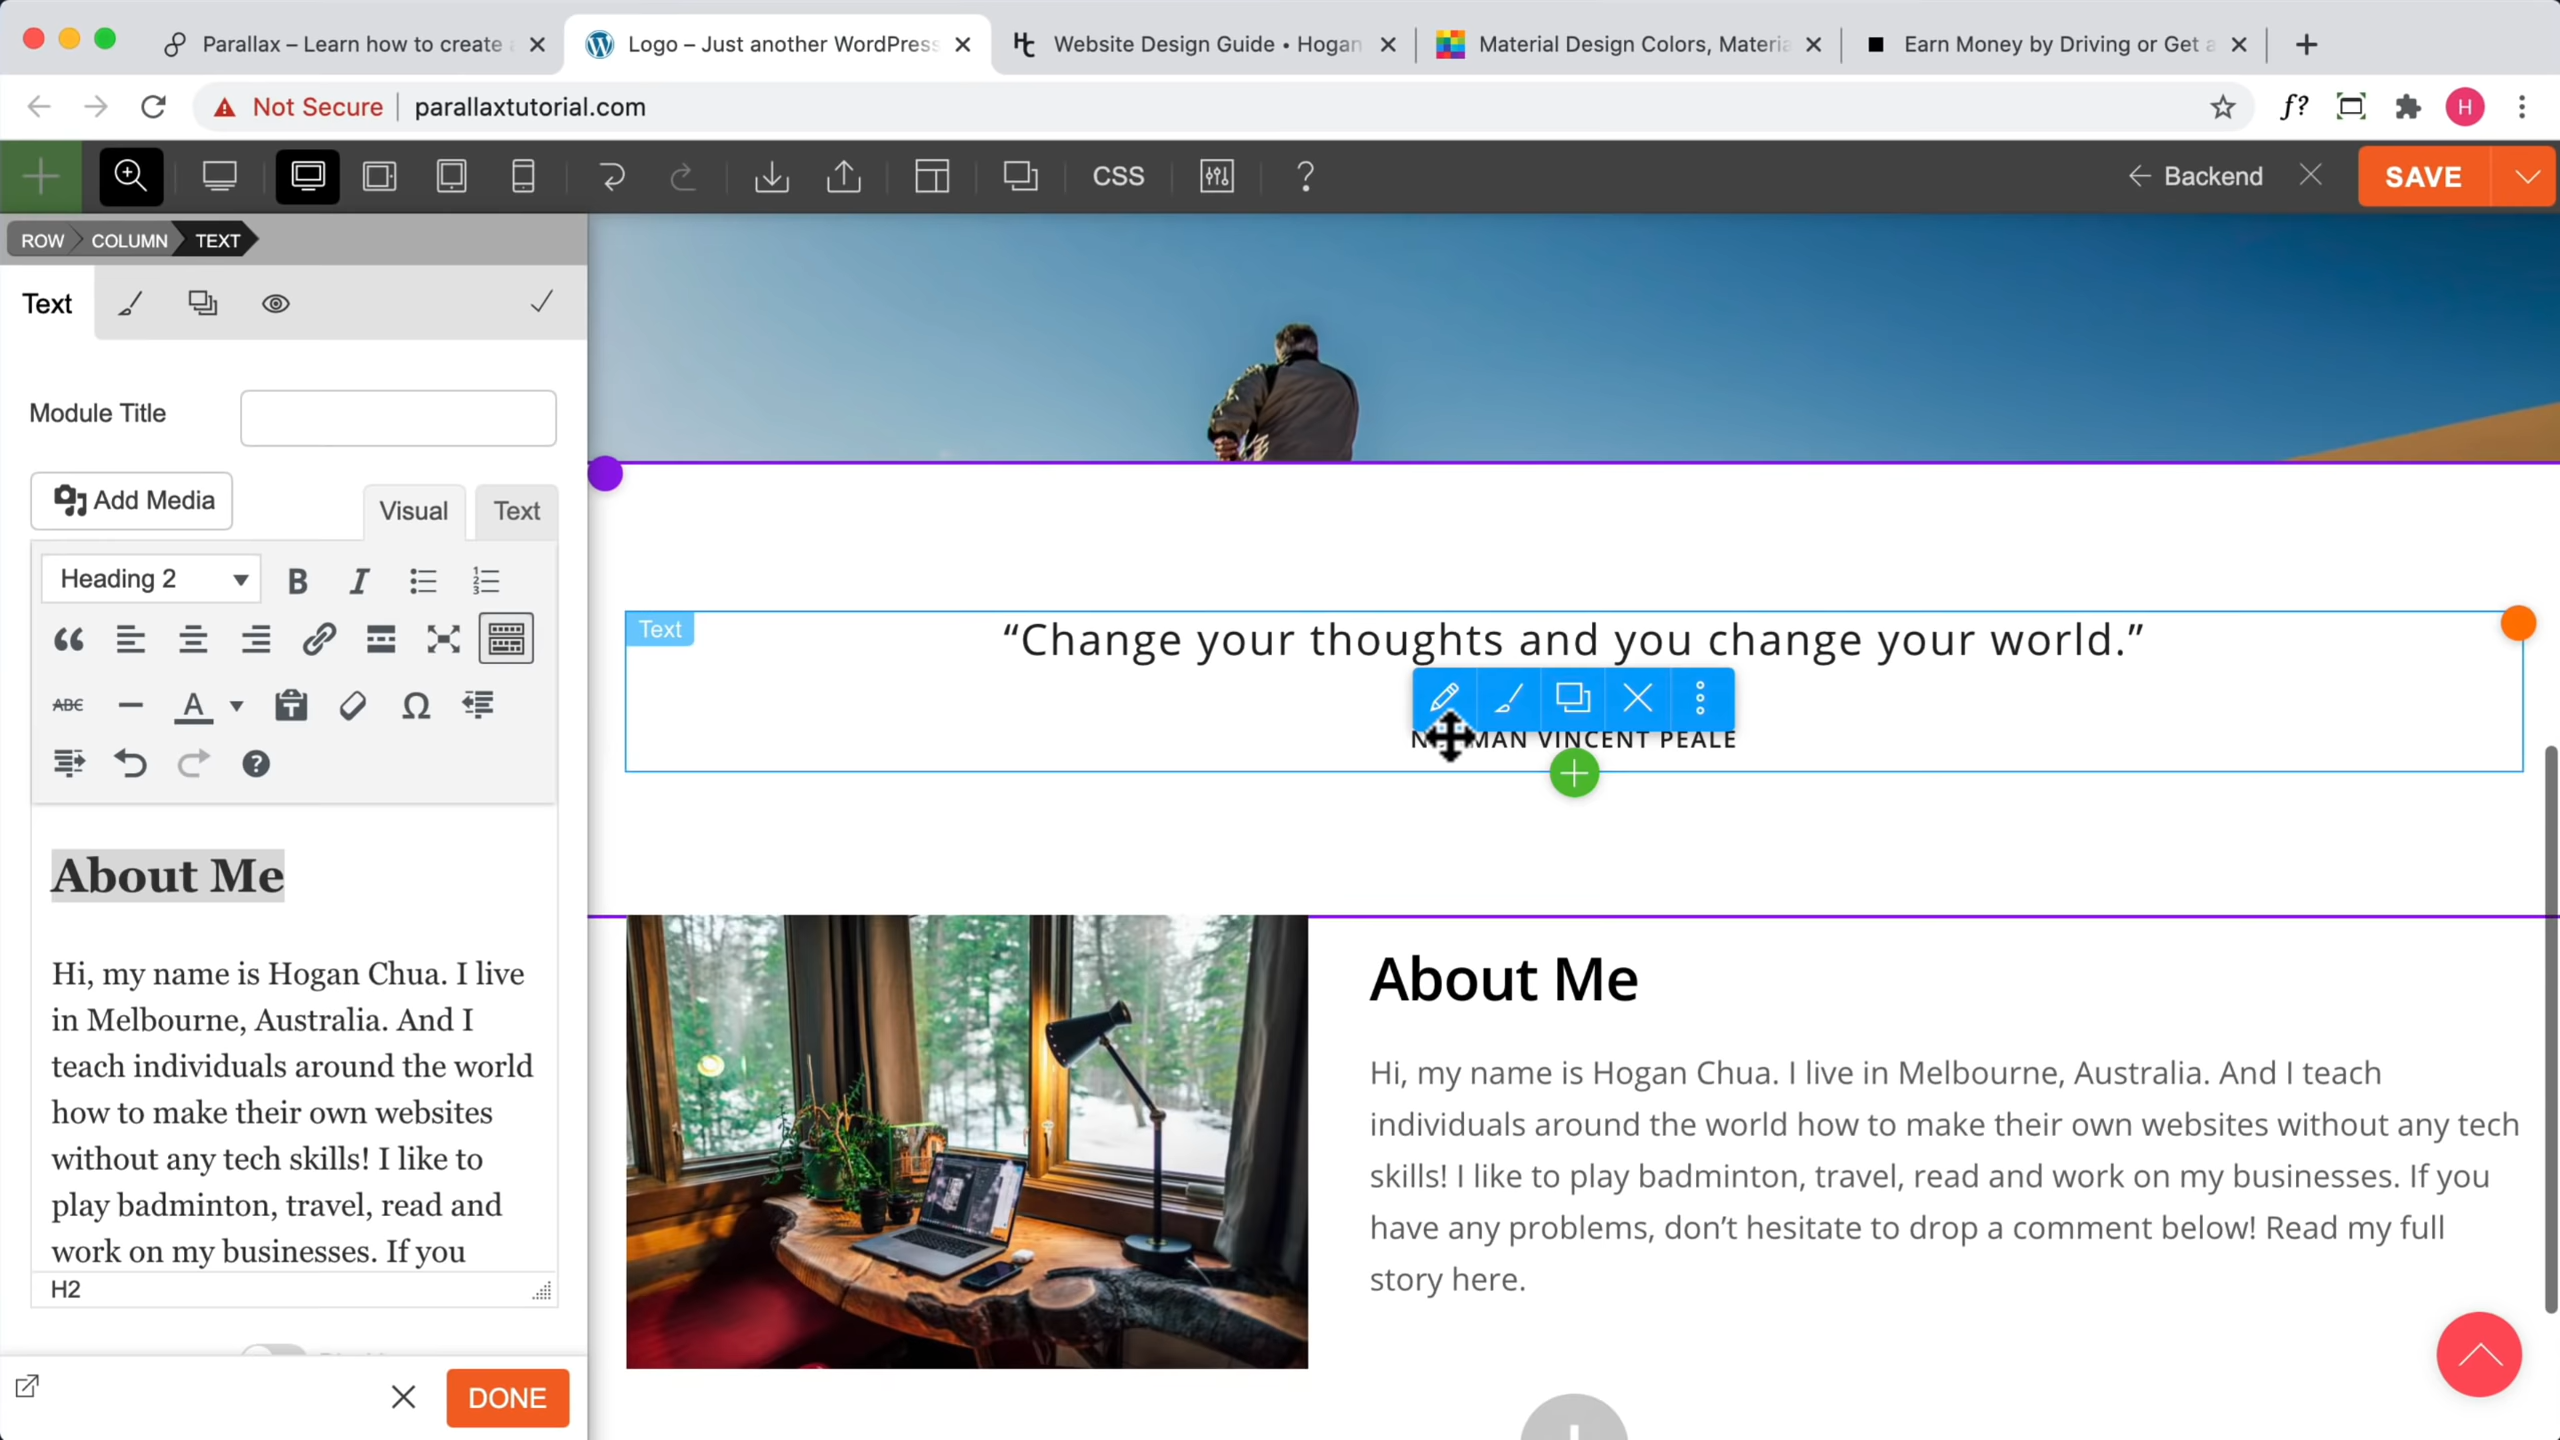 Parallax – Learn how to create a
Logo – Just another WordPress
Website Design Guide • Hogan
Material Design Colors, Materia
Earn Money by Driving or Get a
Not Secure
parallaxtutorial.com
f?
H
CSS
?
Backend
SAVE
ROW
COLUMN
TEXT
Text
Module Title
Add Media
Visual
Text
Heading 2
B
I
ABC
A
Ω
?
About Me
Hi, my name is Hogan Chua. I live
in Melbourne, Australia. And I
teach individuals around the world
how to make their own websites
without any tech skills! I like to
play badminton, travel, read and
work on my businesses. If you
H2
DONE
Text
“Change your thoughts and you change your world.”
VINCENT PEALE
About Me
Hi, my name is Hogan Chua. I live in Melbourne, Australia. And I teach
individuals around the world how to make their own websites without any tech
skills! I like to play badminton, travel, read and work on my businesses. If you
have any problems, don’t hesitate to drop a comment below! Read my full
story here.